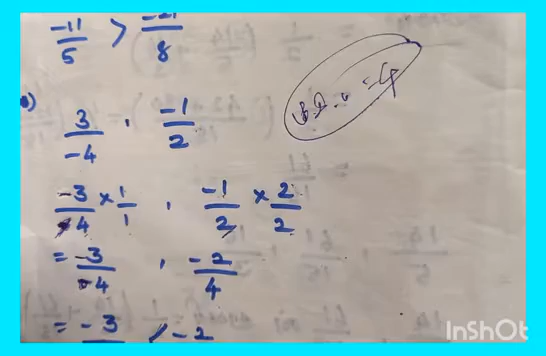 -11/5 > -21/8
3/-4 , -1/2
-3/4 × 1/1 , -1/2 × 2/2
= -3/4 , -2/4
= -3 , -2
InShOt